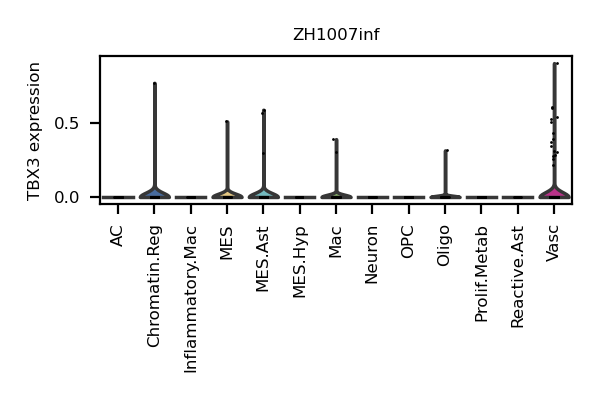 ZH1007inf
TBX3 expression
0.5
0.0
AC
Chromatin.Reg
Inflammatory.Mac
MES
MES.Ast
MES.Hyp
Mac
Neuron
OPC
Oligo
Prolif.Metab
Reactive.Ast
Vasc